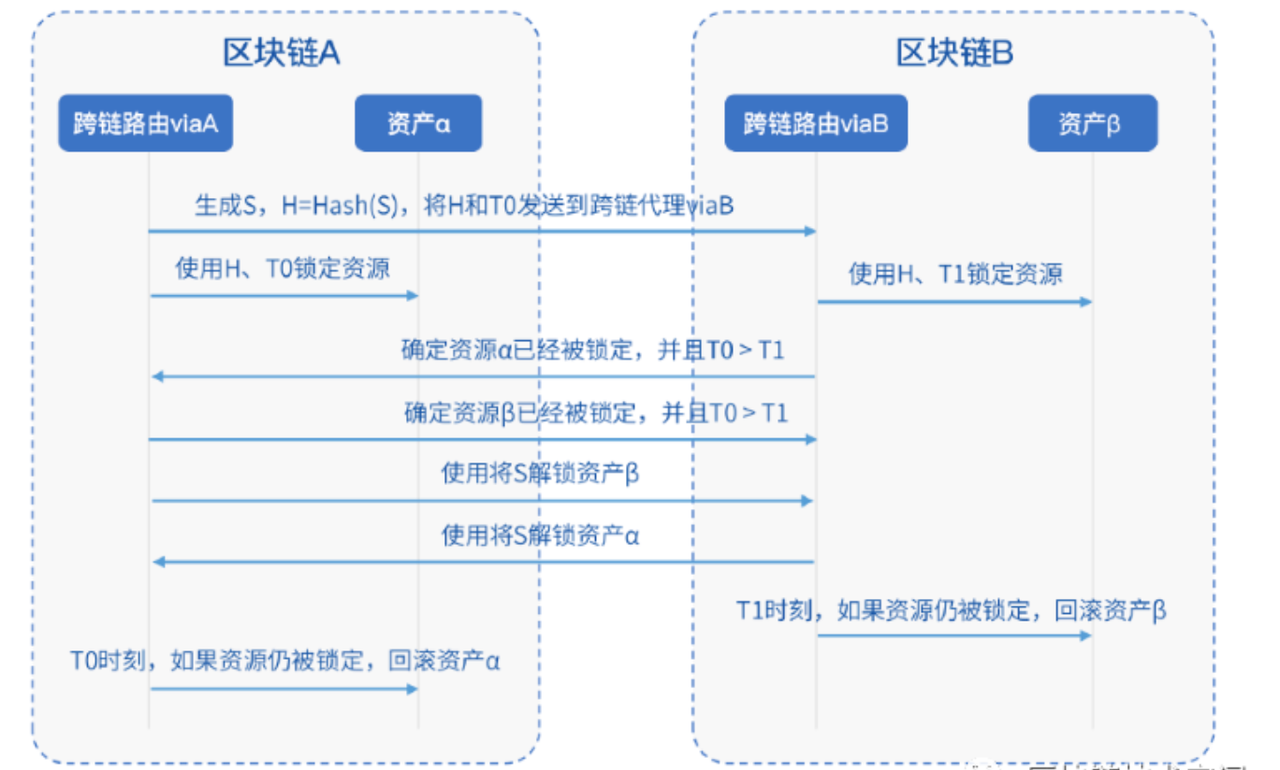 区块链A
区块链B
跨链路由viaA
资产α
跨链路由viaB
资产β
生成S，H=Hash(S)，将H和T0发送到跨链代理viaB
使用H、T0锁定资源
使用H、T1锁定资源
确定资源α已经被锁定，并且T0 > T1
确定资源β已经被锁定，并且T0 > T1
使用将S解锁资产β
使用将S解锁资产α
T1时刻，如果资源仍被锁定，回滚资产β
T0时刻，如果资源仍被锁定，回滚资产α